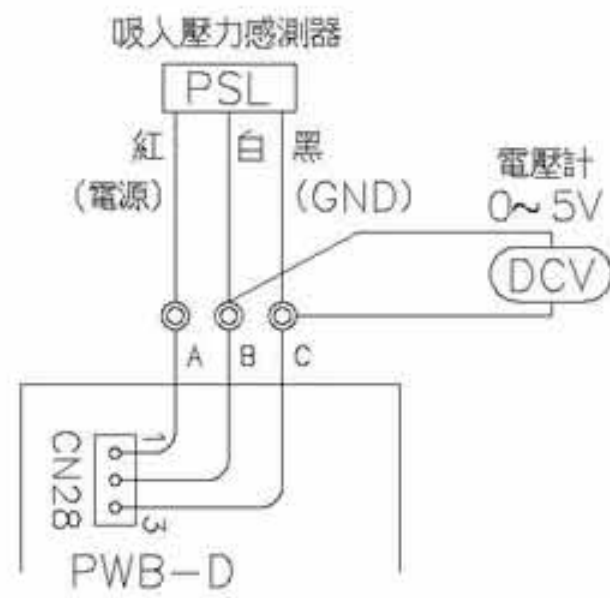 吸入壓力感測器
PSL
紅 白 黑
(電源) (GND)
電壓計
0~5V
DCV
A B C
1
CN28
3
PWB-D